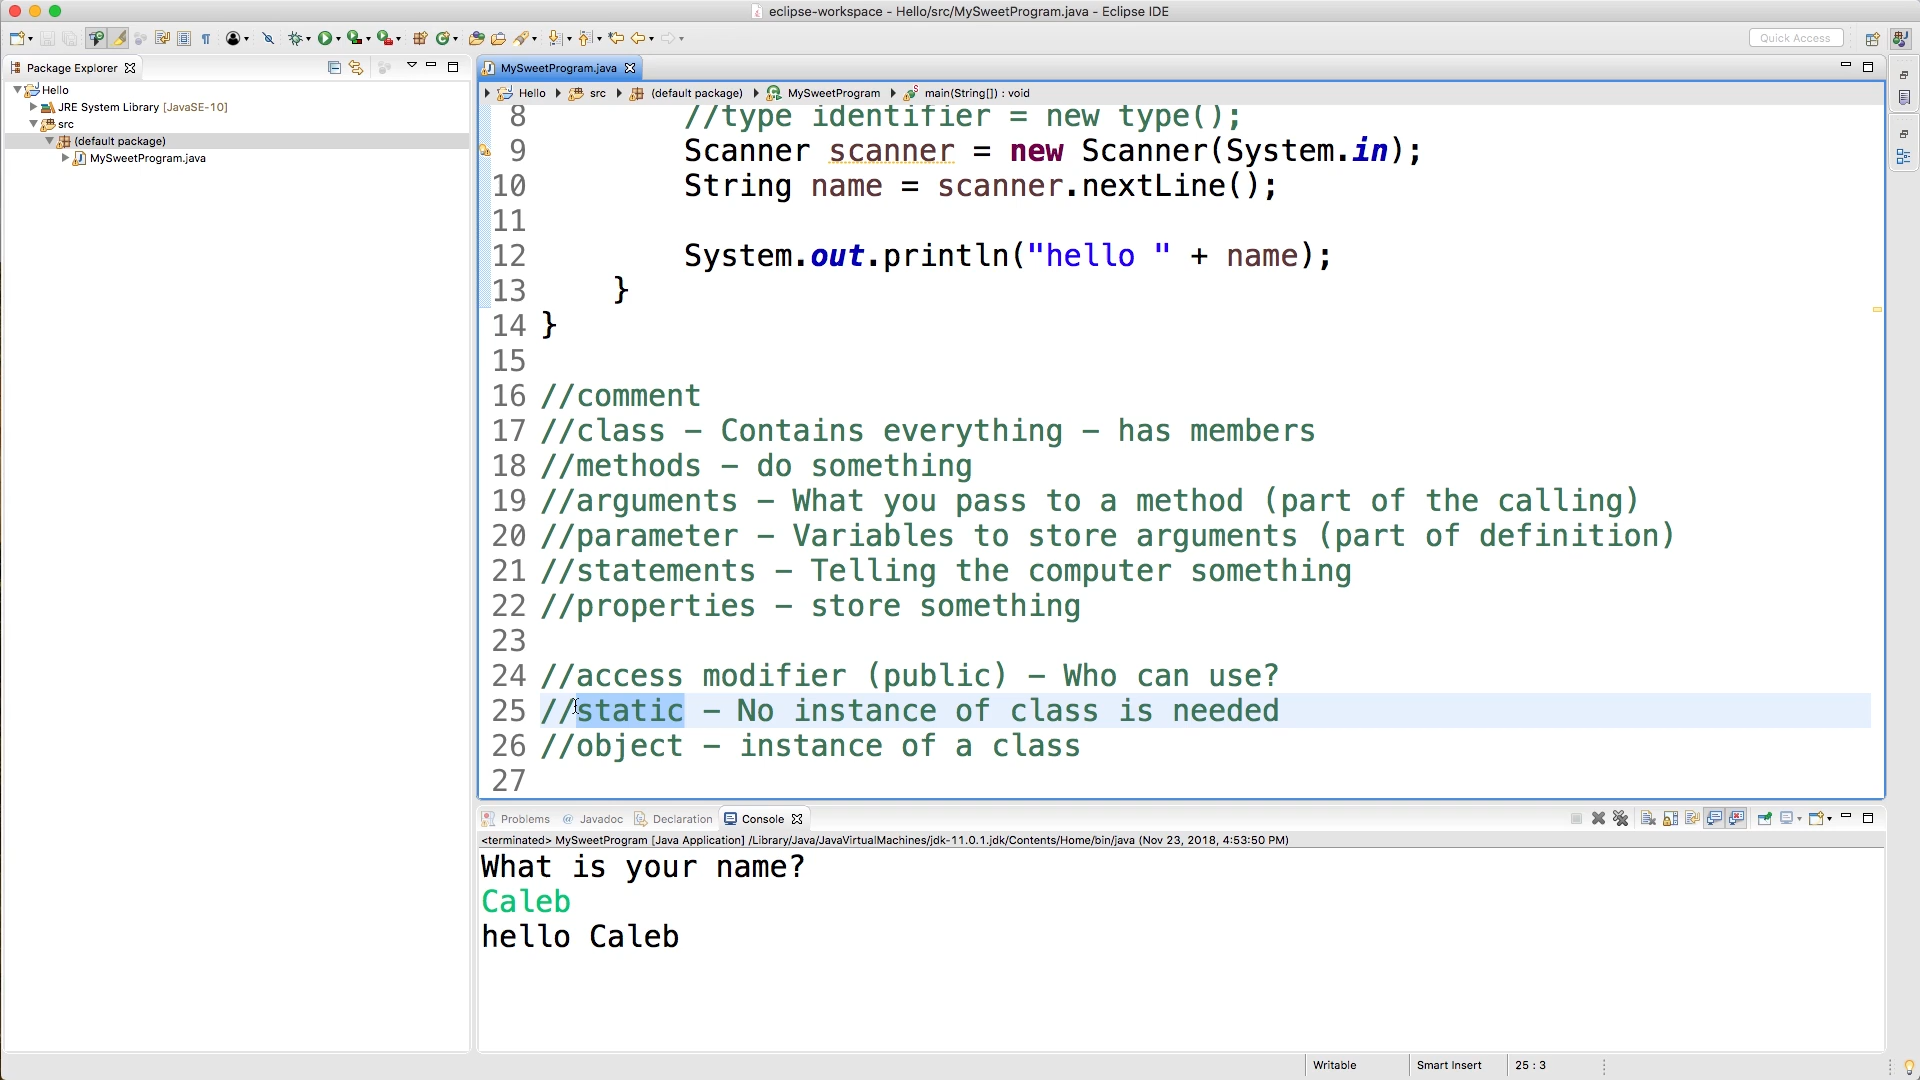 eclipse-workspace - Hello/src/MySweetProgram.java - Eclipse IDE
Quick Access
Package Explorer
Hello
JRE System Library [JavaSE-10]
src
(default package)
MySweetProgram.java
MySweetProgram.java
Hello src (default package) MySweetProgram main(String[]) : void
8 //type identifier = new type();
9 Scanner scanner = new Scanner(System.in);
10 String name = scanner.nextLine();
11
12 System.out.println("hello " + name);
13 }
14 }
15
16 //comment
17 //class – Contains everything – has members
18 //methods – do something
19 //arguments – What you pass to a method (part of the calling)
20 //parameter – Variables to store arguments (part of definition)
21 //statements – Telling the computer something
22 //properties – store something
23
24 //access modifier (public) – Who can use?
25 //static – No instance of class is needed
26 //object – instance of a class
27
Problems @ Javadoc Declaration Console
<terminated> MySweetProgram [Java Application] /Library/Java/JavaVirtualMachines/jdk-11.0.1.jdk/Contents/Home/bin/java (Nov 23, 2018, 4:53:50 PM)
What is your name?
Caleb
hello Caleb
Writable Smart Insert 25 : 3